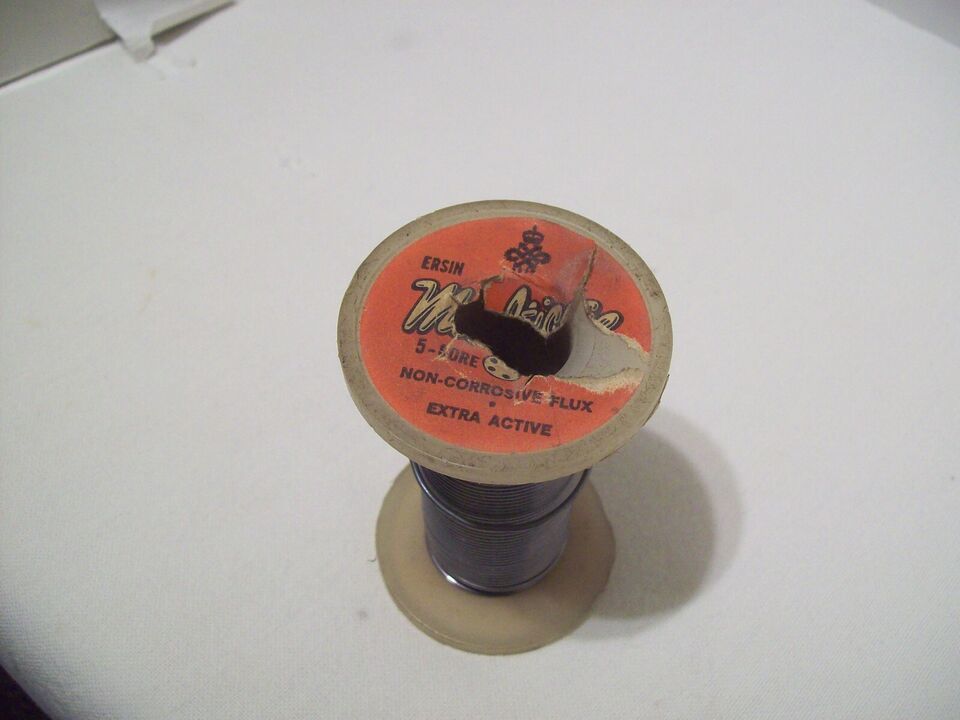 ERSIN
5-CORE
NON-CORROSIVE FLUX
EXTRA ACTIVE